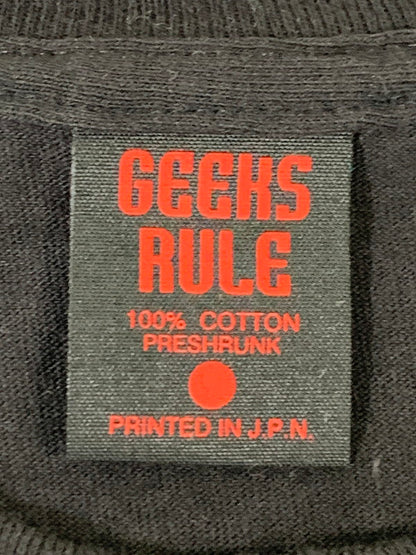 GEEKS
RULE
100% COTTON
PRESHRUNK
PRINTED IN J.P.N.